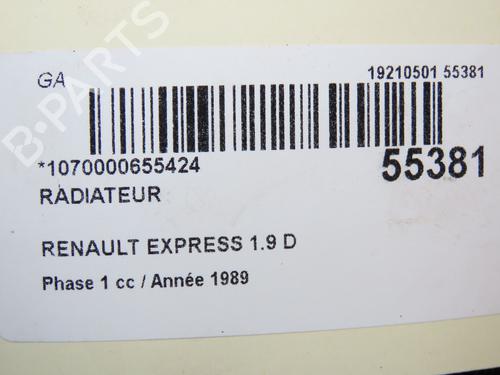 GA
19210501 55381
*1070000655424
55381
RADIATEUR
RENAULT EXPRESS 1.9 D
Phase 1 cc / Année 1989
B-PARTS